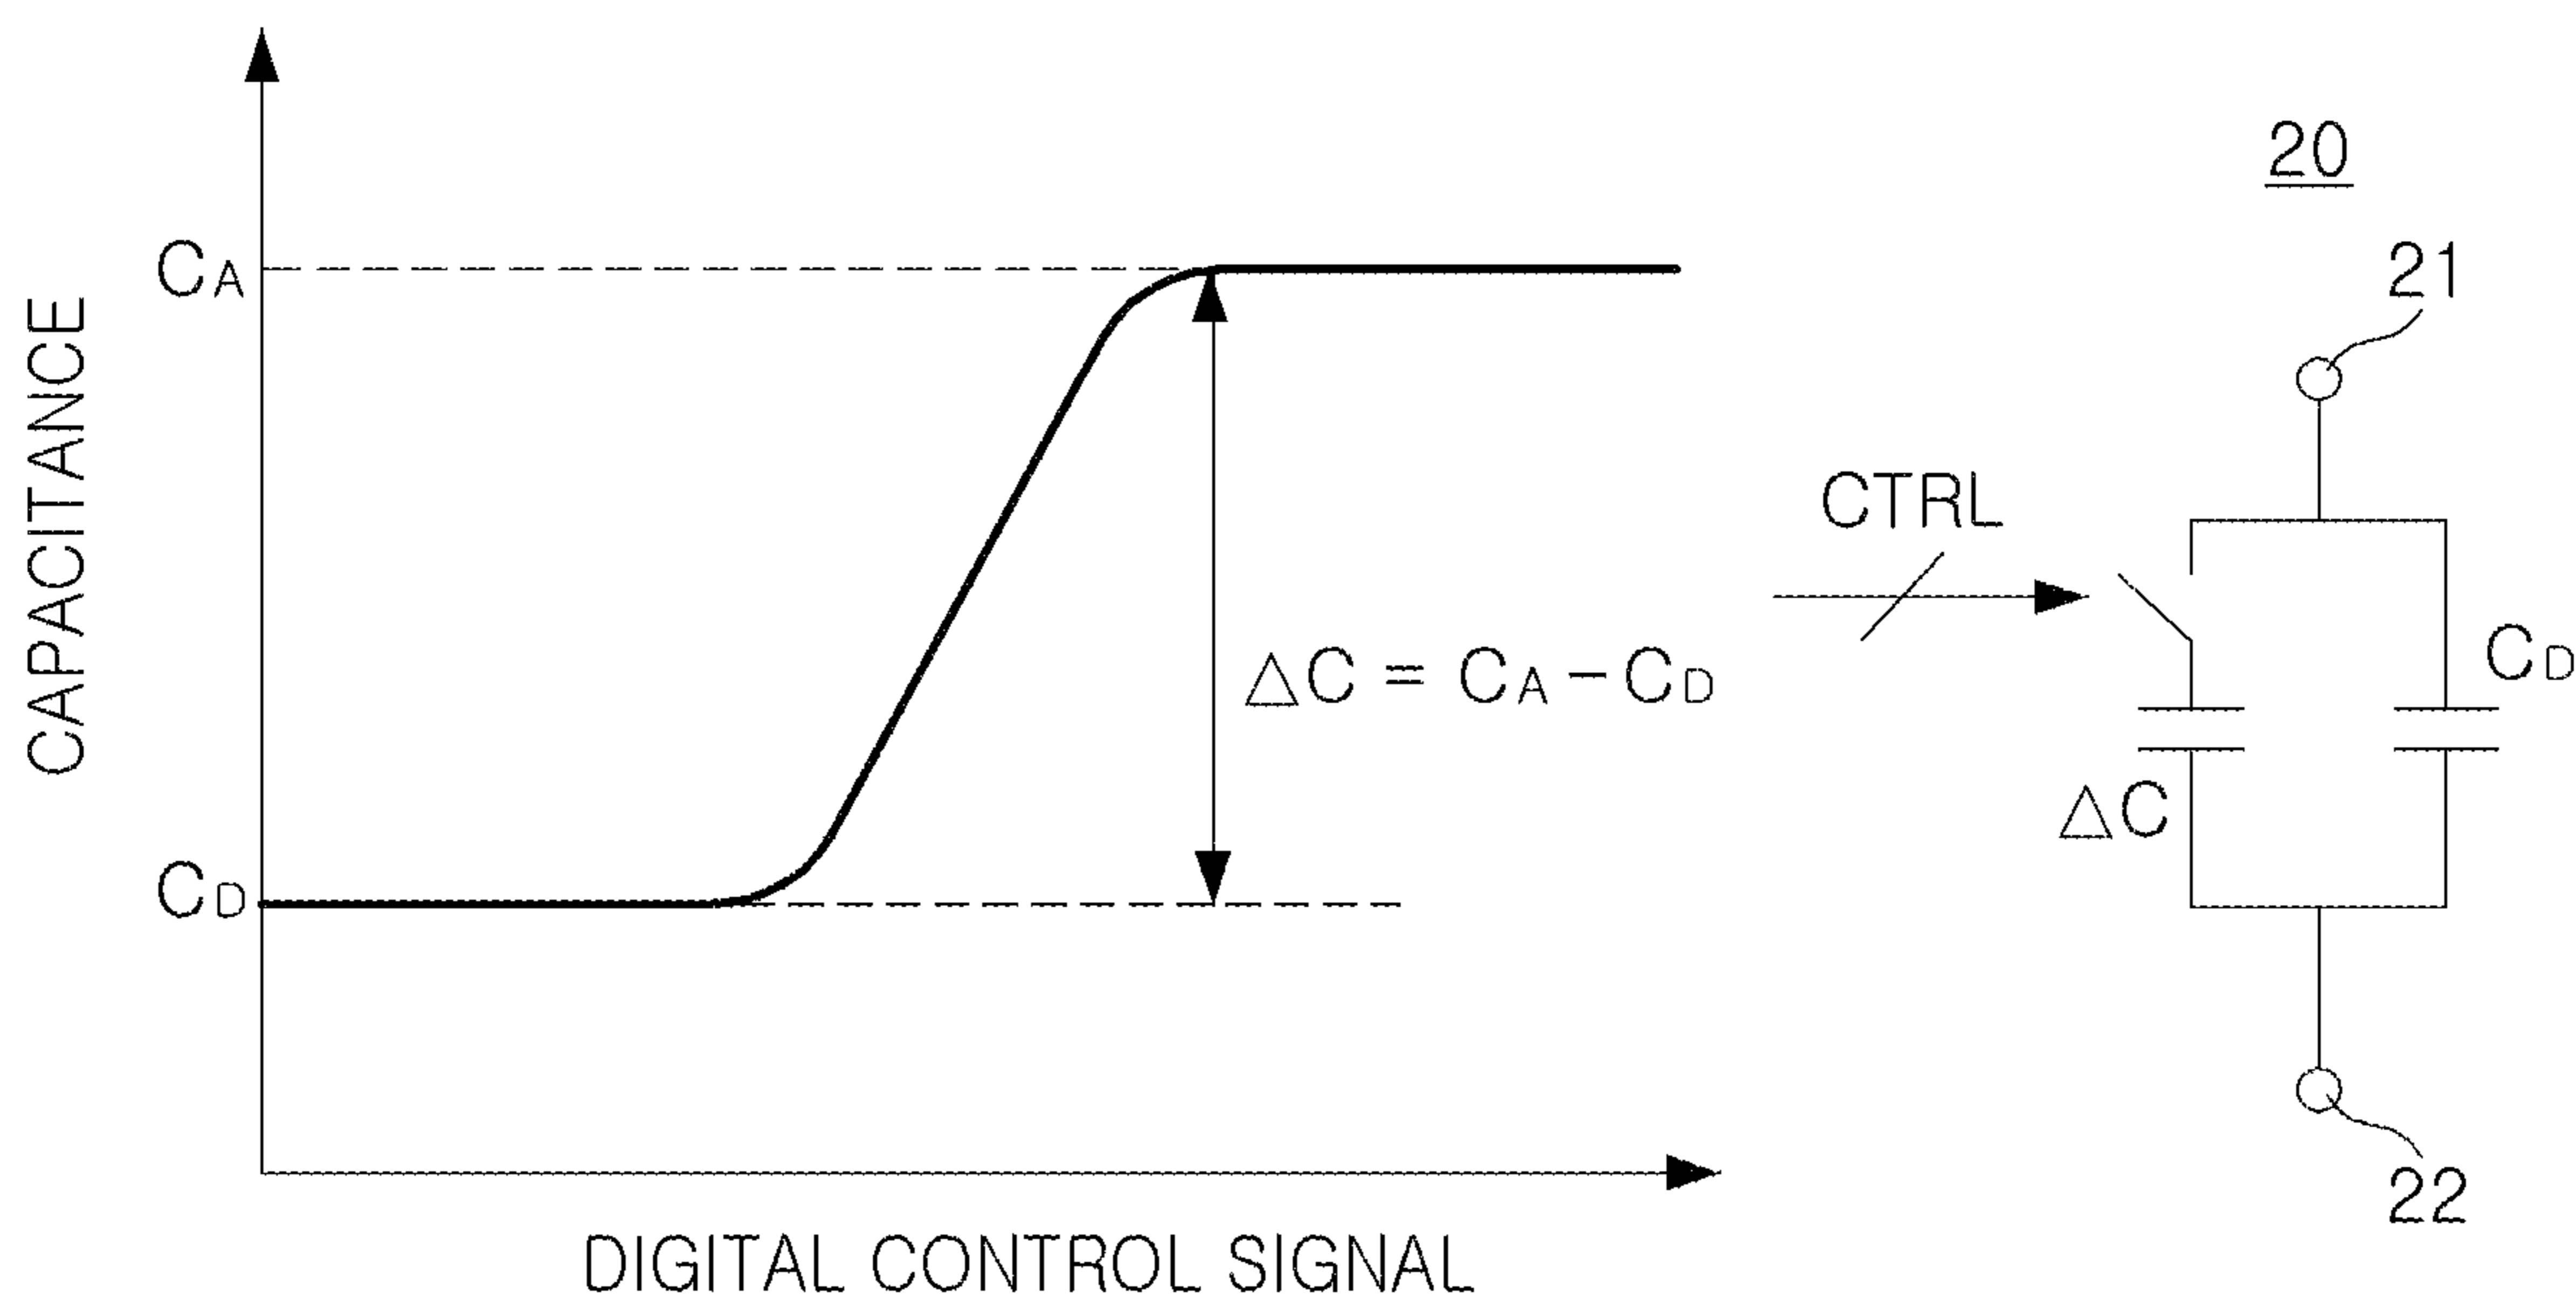 CAPACITANCE
CA
CD
ΔC = CA - CD
DIGITAL CONTROL SIGNAL
20
21
CTRL
CD
ΔC
22